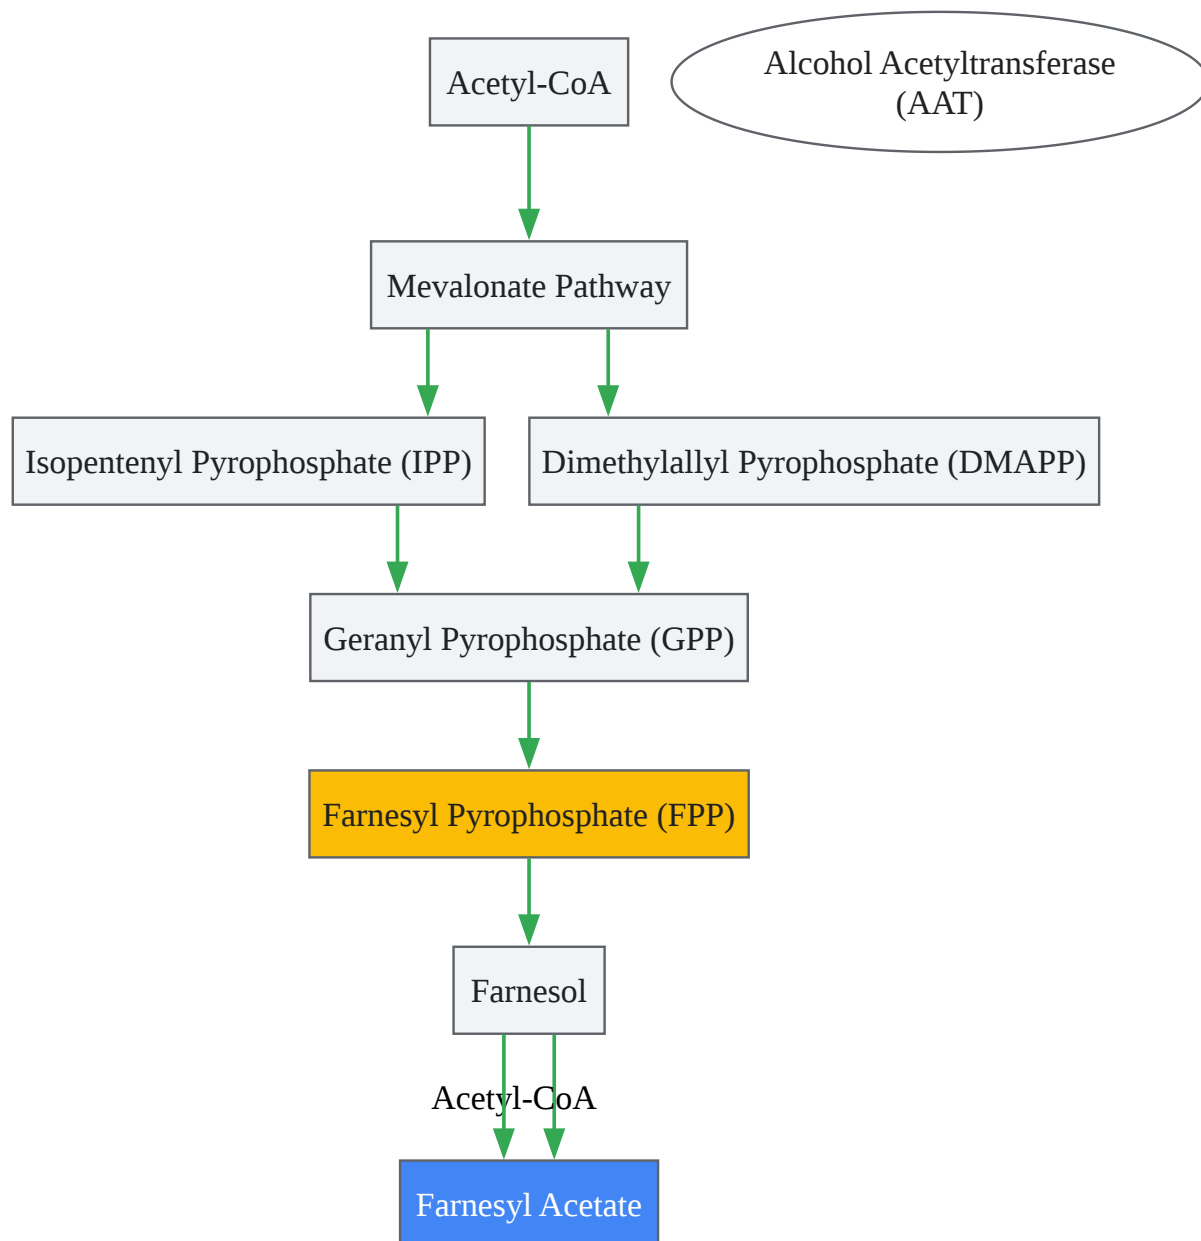 Acetyl-CoA
Alcohol Acetyltransferase
(AAT)
Mevalonate Pathway
Isopentenyl Pyrophosphate (IPP)
Dimethylallyl Pyrophosphate (DMAPP)
Geranyl Pyrophosphate (GPP)
Farnesyl Pyrophosphate (FPP)
Farnesol
Acetyl-CoA
Farnesyl Acetate